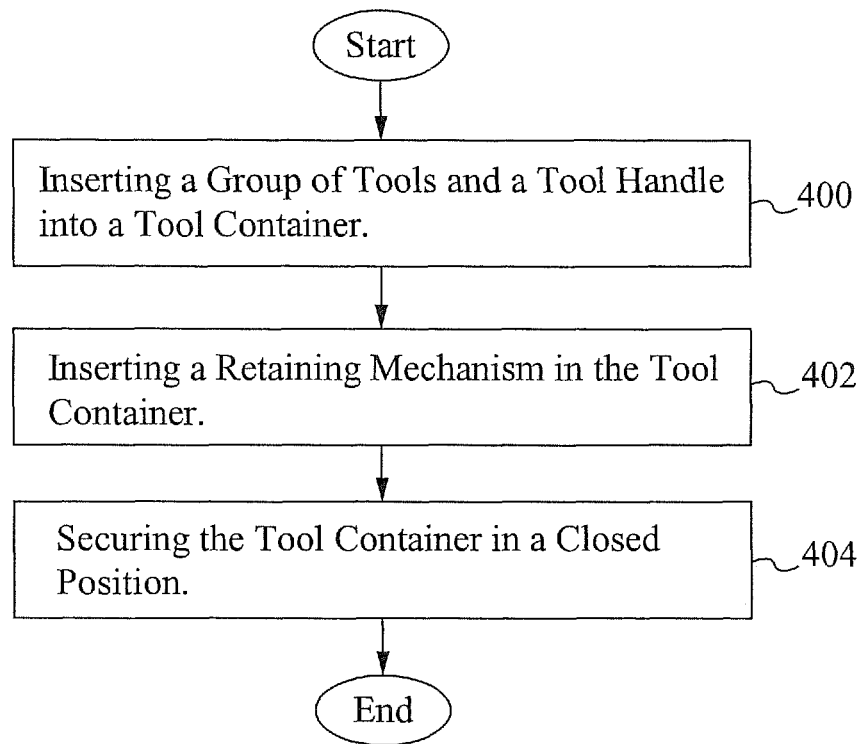 Start
Inserting a Group of Tools and a Tool Handle
into a Tool Container.
400
Inserting a Retaining Mechanism in the Tool
Container.
402
Securing the Tool Container in a Closed
Position.
404
End